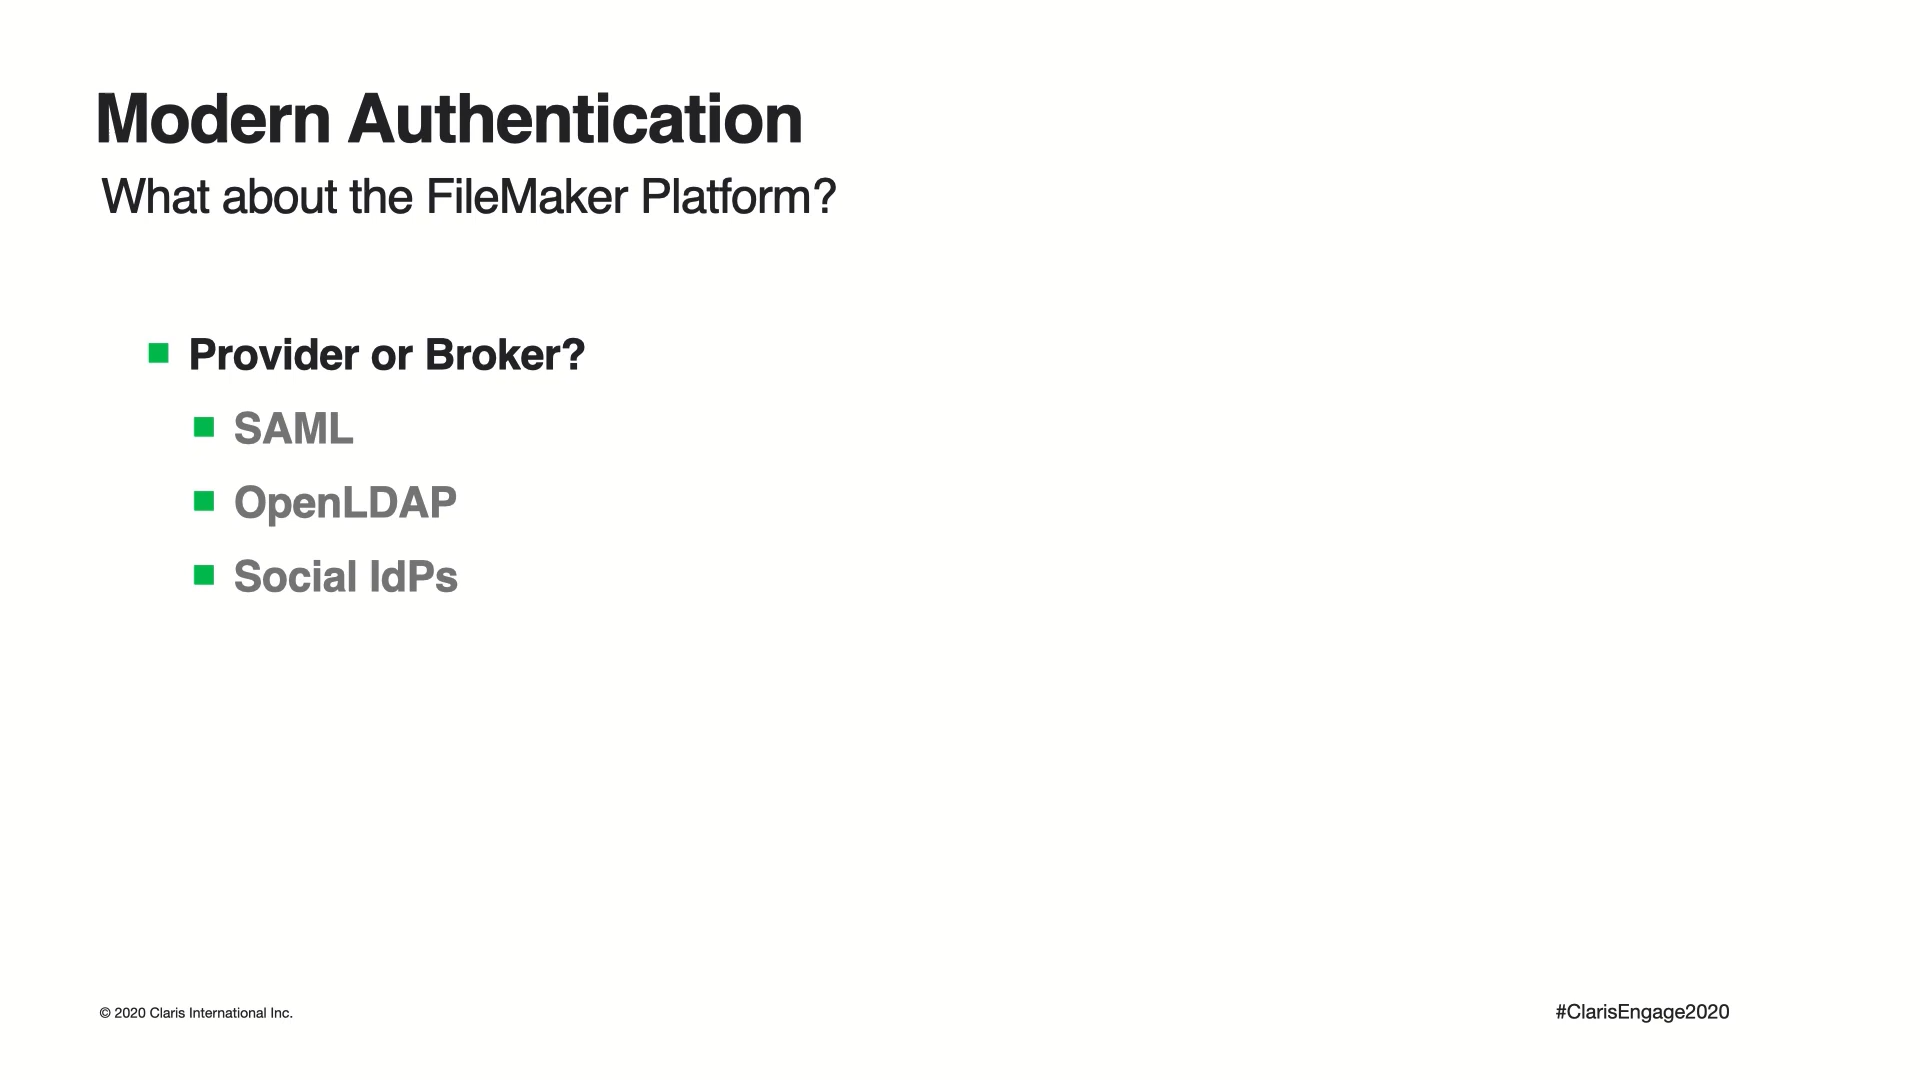 Modern Authentication
What about the FileMaker Platform?
Provider or Broker?
SAML
OpenLDAP
Social IdPs
© 2020 Claris International Inc.
#ClarisEngage2020